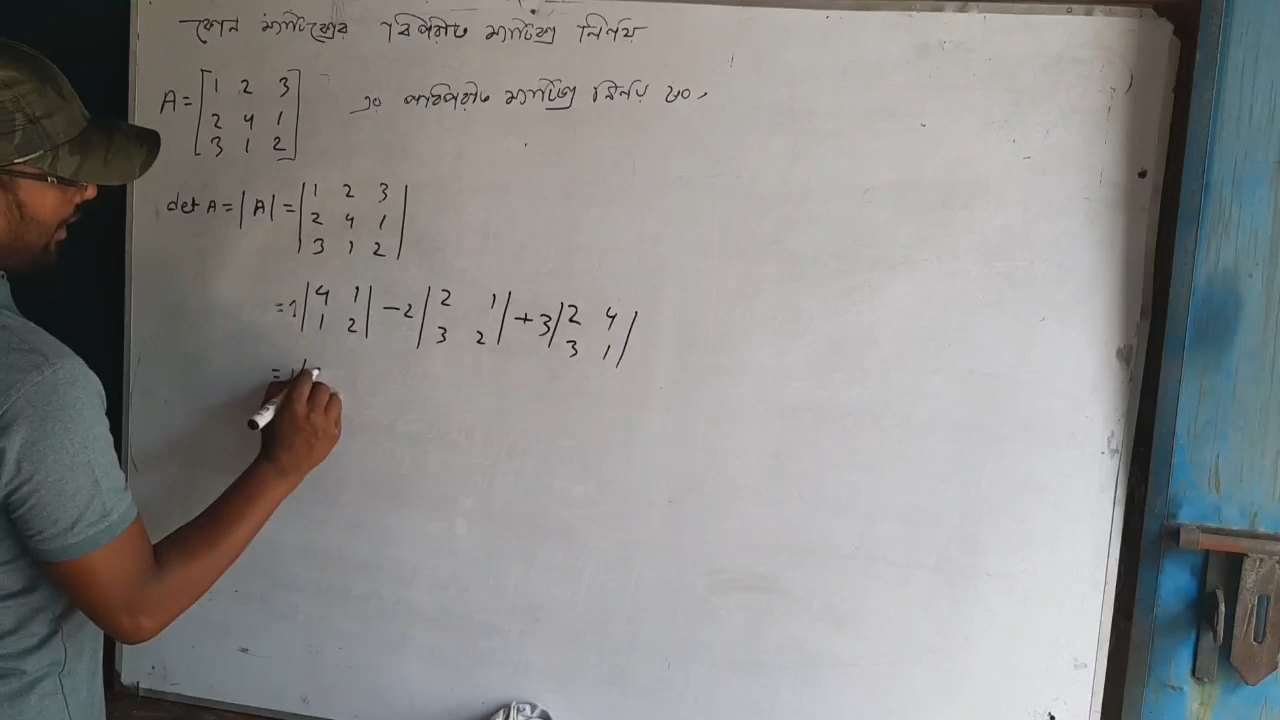 কোন ম্যাট্রিক্সের বিপরীত ম্যাট্রিক্স নির্ণয়
A = [1 2 3
2 4 1
3 1 2] এর বিপরীত ম্যাট্রিক্স নির্ণয় কর,
det A = |A| = |1 2 3
2 4 1
3 1 2|
= 1 |4 1 1 2| - 2 |2 1 3 2| + 3 |2 4 3 1|
= 1